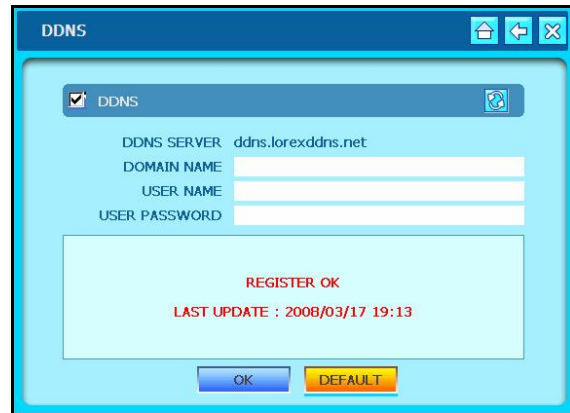 DDNS
DDNS
DDNS SERVER ddns.lorexddns.net
DOMAIN NAME
USER NAME
USER PASSWORD
REGISTER OK
LAST UPDATE : 2008/03/17 19:13
OK DEFAULT